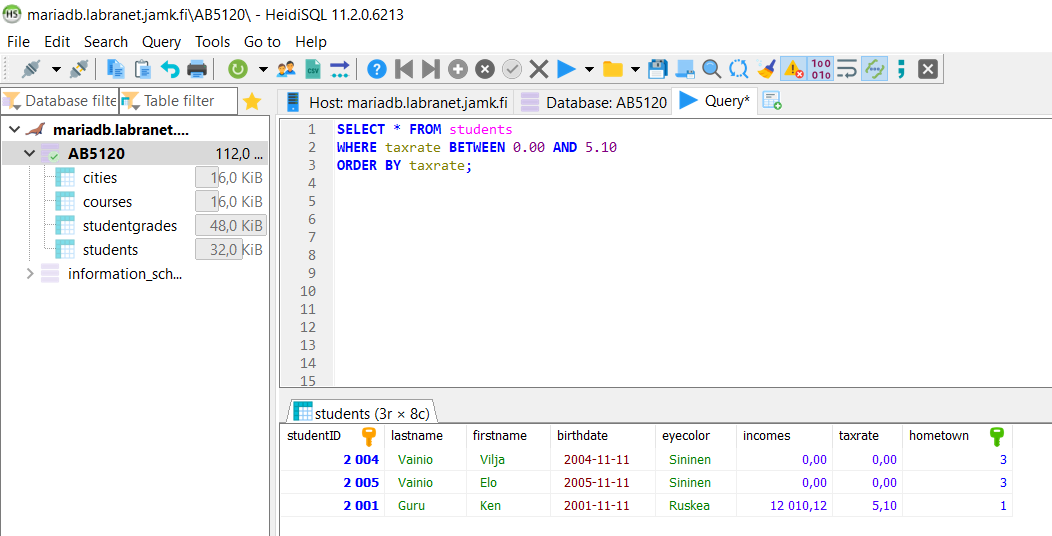 mariadb.labranet.jamk.fi\AB5120\ - HeidiSQL 11.2.0.6213
File Edit Search Query Tools Go to Help
Database filte Table filter Host: mariadb.labranet.jamk.fi Database: AB5120 Query*
mariadb.labranet....
AB5120 112,0 ...
cities 16,0 KiB
courses 16,0 KiB
studentgrades 48,0 KiB
students 32,0 KiB
information_sch...
1 SELECT * FROM students
2 WHERE taxrate BETWEEN 0.00 AND 5.10
3 ORDER BY taxrate;
4
5
6
7
8
9
10
11
12
13
14
15
students (3r × 8c)
studentID lastname firstname birthdate eyecolor incomes taxrate hometown
2 004 Vainio Vilja 2004-11-11 Sininen 0,00 0,00 3
2 005 Vainio Elo 2005-11-11 Sininen 0,00 0,00 3
2 001 Guru Ken 2001-11-11 Ruskea 12 010,12 5,10 1